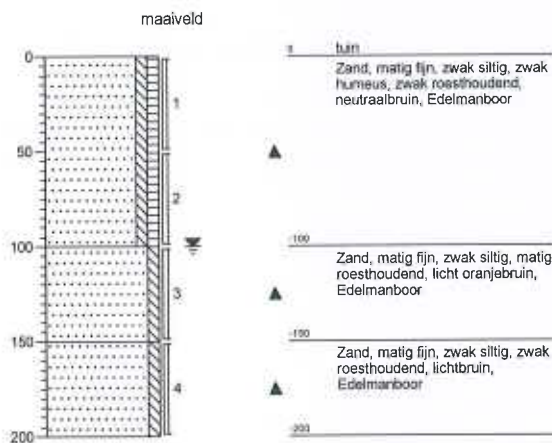 maaiveld
0
50
100
150
200
1
2
3
4
0
tuin
Zand, matig fijn, zwak siltig, zwak
humeus, zwak roesthoudend,
neutraalbruin, Edelmanboor
100
Zand, matig fijn, zwak siltig, matig
roesthoudend, licht oranjebruin,
Edelmanboor
150
Zand, matig fijn, zwak siltig, zwak
roesthoudend, lichtbruin,
Edelmanboor
200